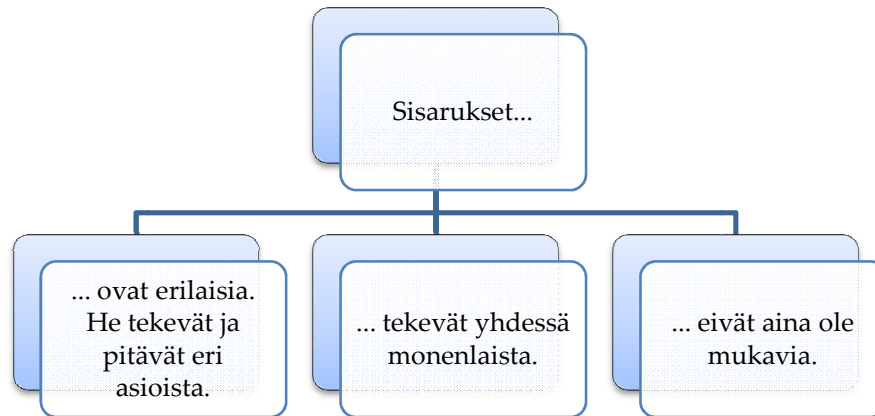 Sisarukset...
... ovat erilaisia.
He tekevät ja
pitävät eri
asioista.
... tekevät yhdessä
monenlaista.
... eivät aina ole
mukavia.